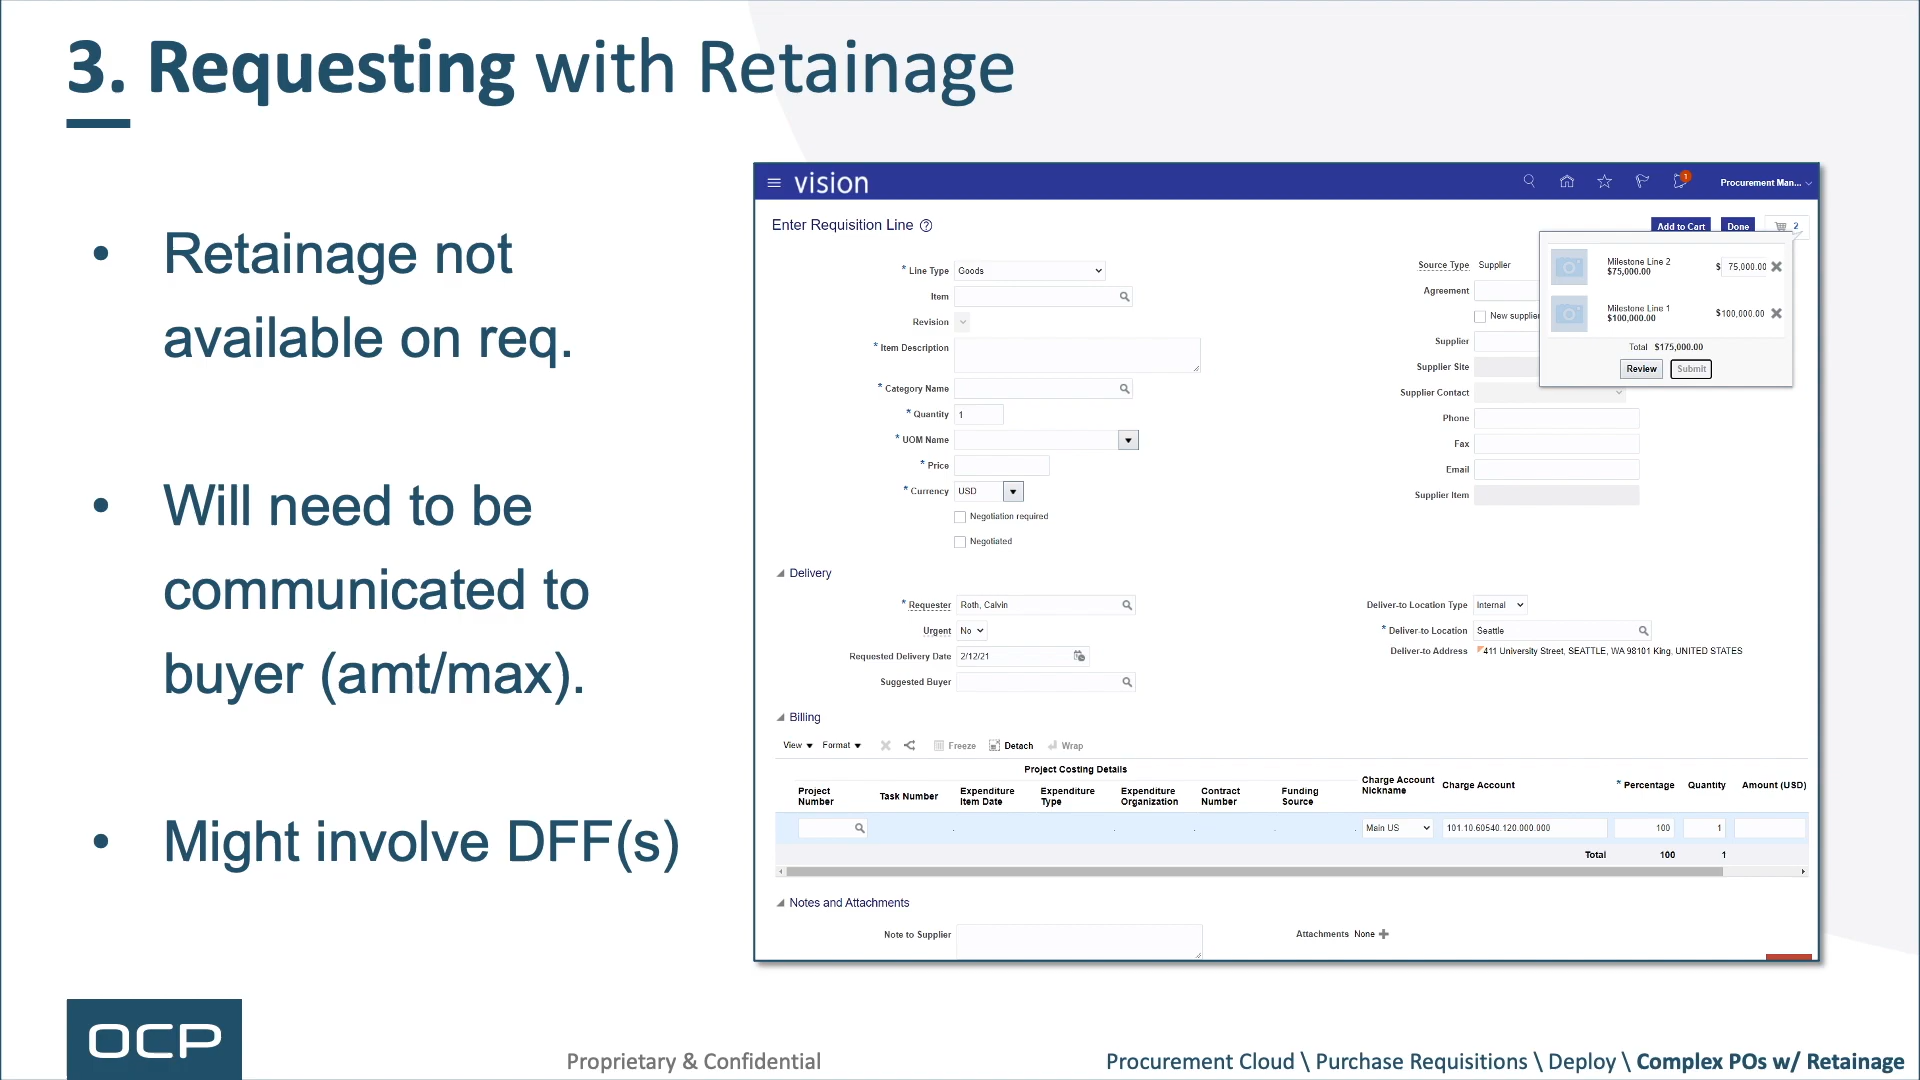 3. Requesting with Retainage
• Retainage not
available on req.
• Will need to be
communicated to
buyer (amt/max).
• Might involve DFF(s)
vision
1
Procurement Man...
Enter Requisition Line
Add to Cart Done 2
* Line Type Goods
Item
Revision
* Item Description
* Category Name
* Quantity 1
* UOM Name
* Price
* Currency USD
Negotiation required
Negotiated
Source Type Supplier
Agreement
New supplier
Supplier
Supplier Site
Supplier Contact
Phone
Fax
Email
Supplier Item
Milestone Line 2
$75,000.00
$ 75,000.00
Milestone Line 1
$100,000.00
$100,000.00
Total $175,000.00
Review Submit
Delivery
* Requester Roth, Calvin
Urgent No
Requested Delivery Date 2/12/21
Suggested Buyer
Deliver-to Location Type Internal
* Deliver-to Location Seattle
Deliver-to Address 411 University Street, SEATTLE, WA 98101 King, UNITED STATES
Billing
View Format Freeze Detach Wrap
Project Costing Details
Project Number
Task Number
Expenditure Item Date
Expenditure Type
Expenditure Organization
Contract Number
Funding Source
Charge Account Nickname
Charge Account
* Percentage
Quantity
Amount (USD)
Main US 101.10.60540.120.000.000 100 1
Total 100 1
Notes and Attachments
Note to Supplier
Attachments None
OCP
Proprietary & Confidential
Procurement Cloud \ Purchase Requisitions \ Deploy \ Complex POs w/ Retainage